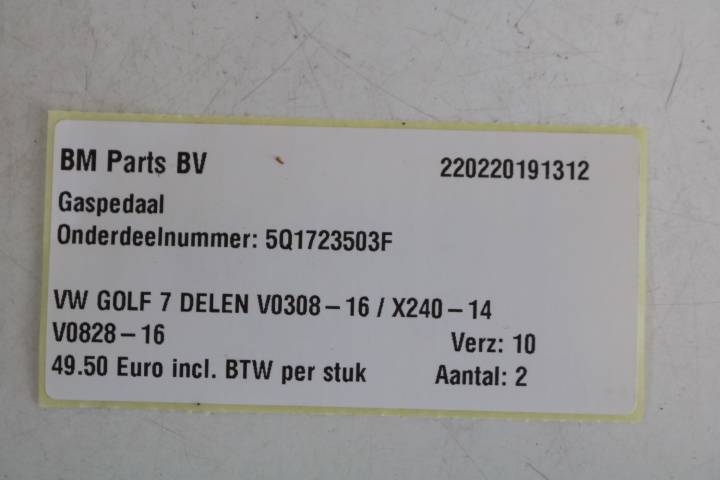 BM Parts BV 220220191312
Gaspedaal
Onderdeelnummer: 5Q1723503F
VW GOLF 7 DELEN V0308-16 / X240-14
V0828-16 Verz: 10
49.50 Euro incl. BTW per stuk Aantal: 2